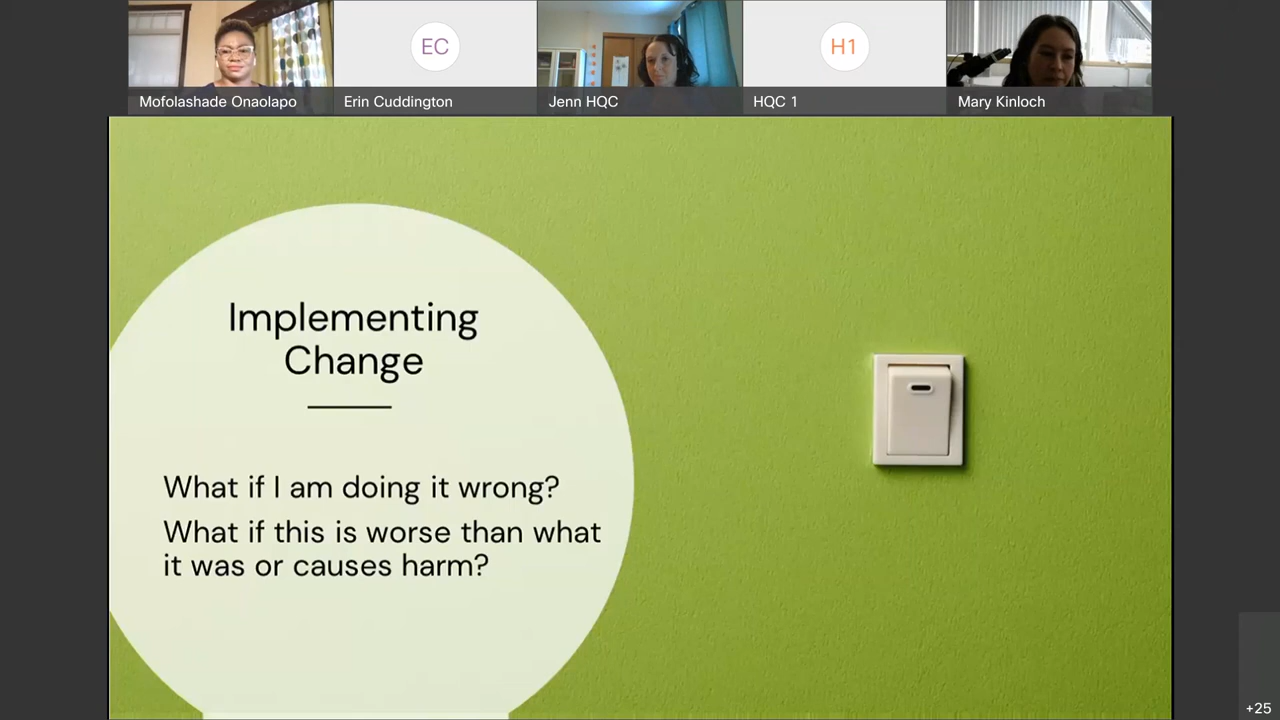 EC
H1
Mofolashade Onaolapo
Erin Cuddington
Jenn HQC
HQC 1
Mary Kinloch
Implementing
Change
What if I am doing it wrong?
What if this is worse than what
it was or causes harm?
+25